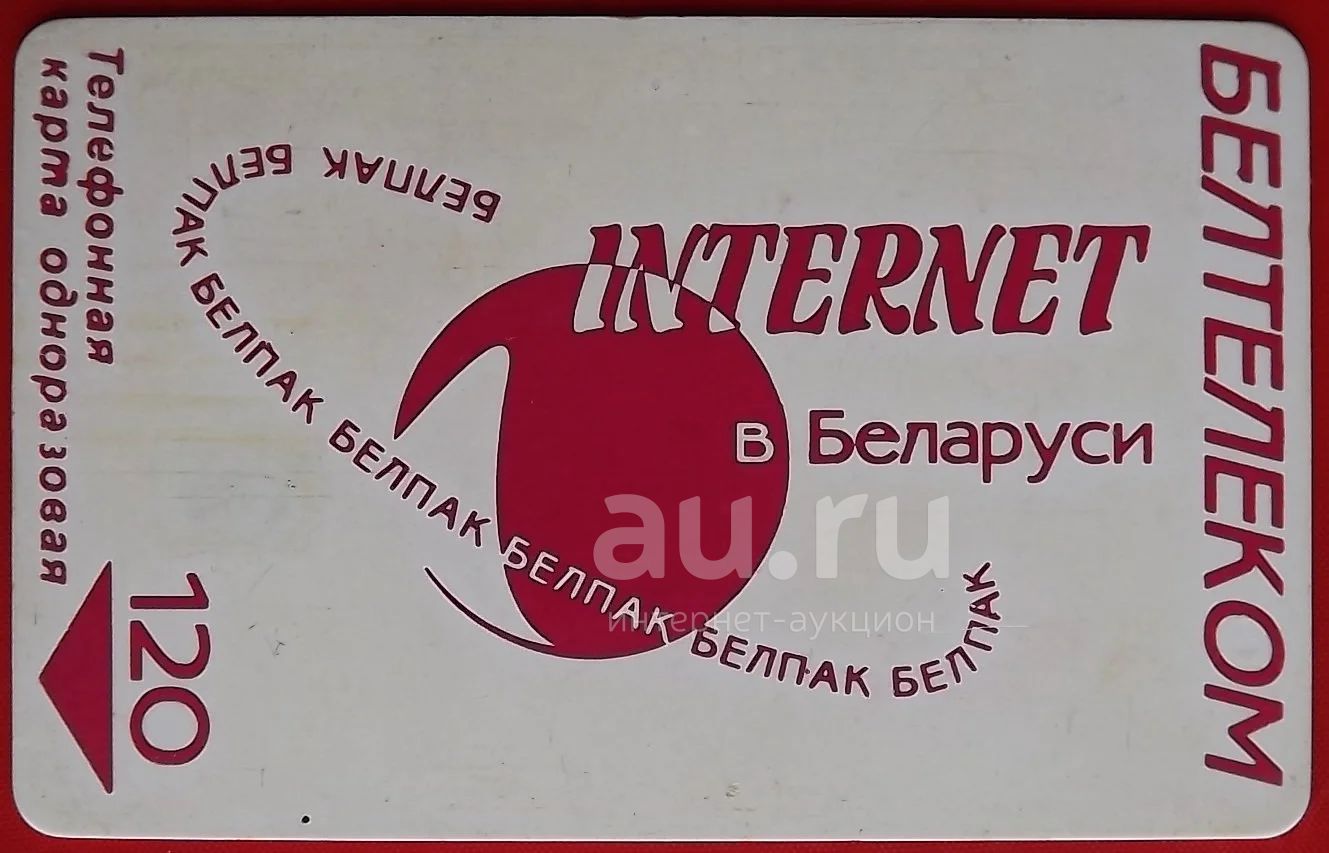 БЕЛТЕЛЕКОМ
INTERNET
в Беларуси
БЕЛПАК БЕЛПАК БЕЛПАК БЕЛПАК БЕЛПАК БЕЛПАК БЕЛПАК
Телефонная
карта одноразовая
120
au.ru
интернет-аукцион